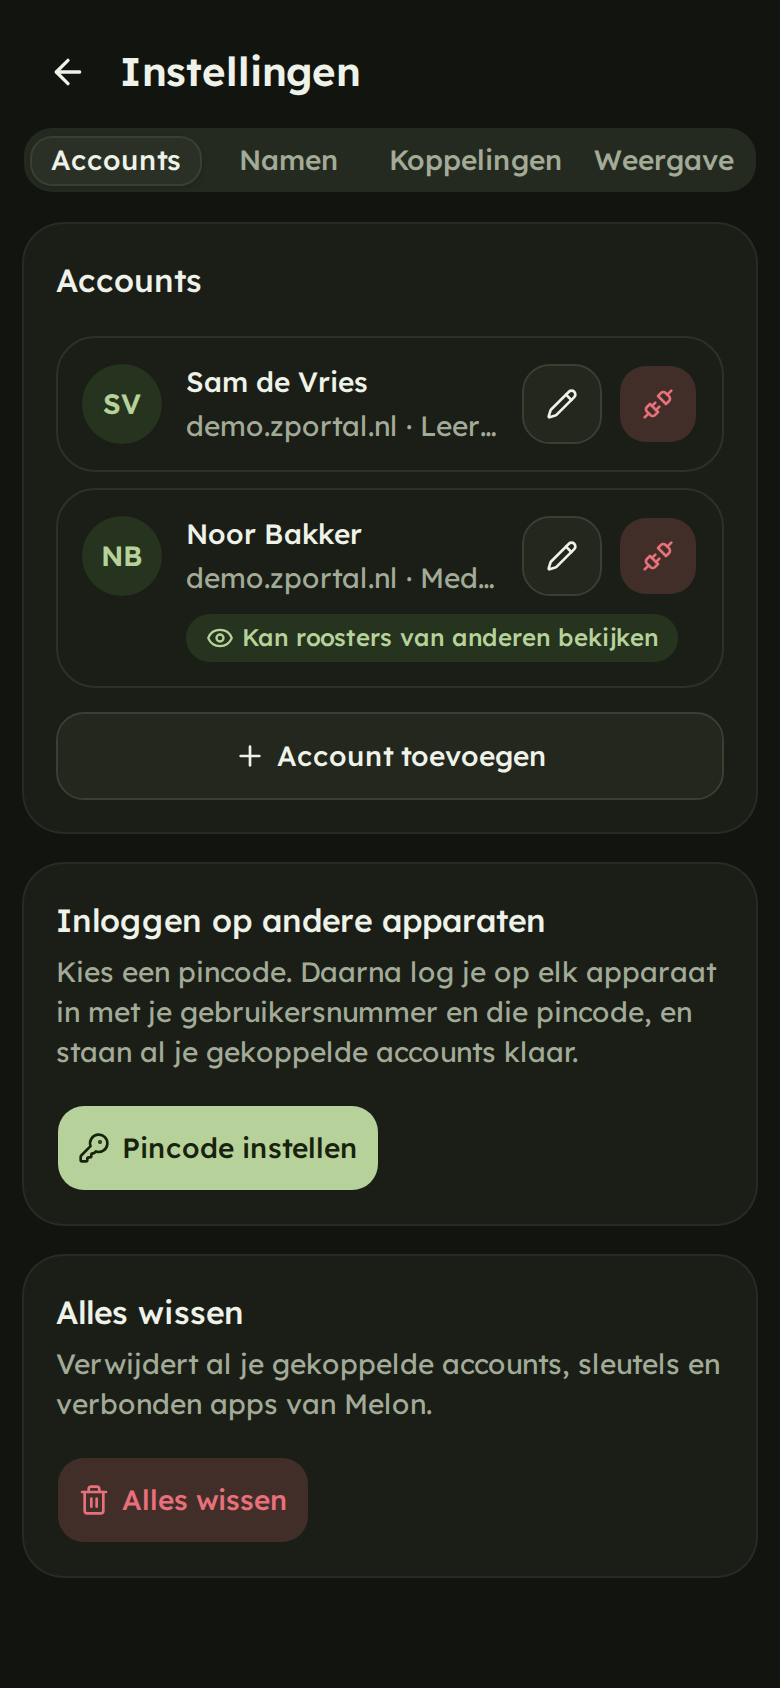 Instellingen
Accounts Namen Koppelingen Weergave
Accounts
SV
Sam de Vries
demo.zportal.nl · Leer...
NB
Noor Bakker
demo.zportal.nl · Med...
Kan roosters van anderen bekijken
Account toevoegen
Inloggen op andere apparaten
Kies een pincode. Daarna log je op elk apparaat
in met je gebruikersnummer en die pincode, en
staan al je gekoppelde accounts klaar.
Pincode instellen
Alles wissen
Verwijdert al je gekoppelde accounts, sleutels en
verbonden apps van Melon.
Alles wissen